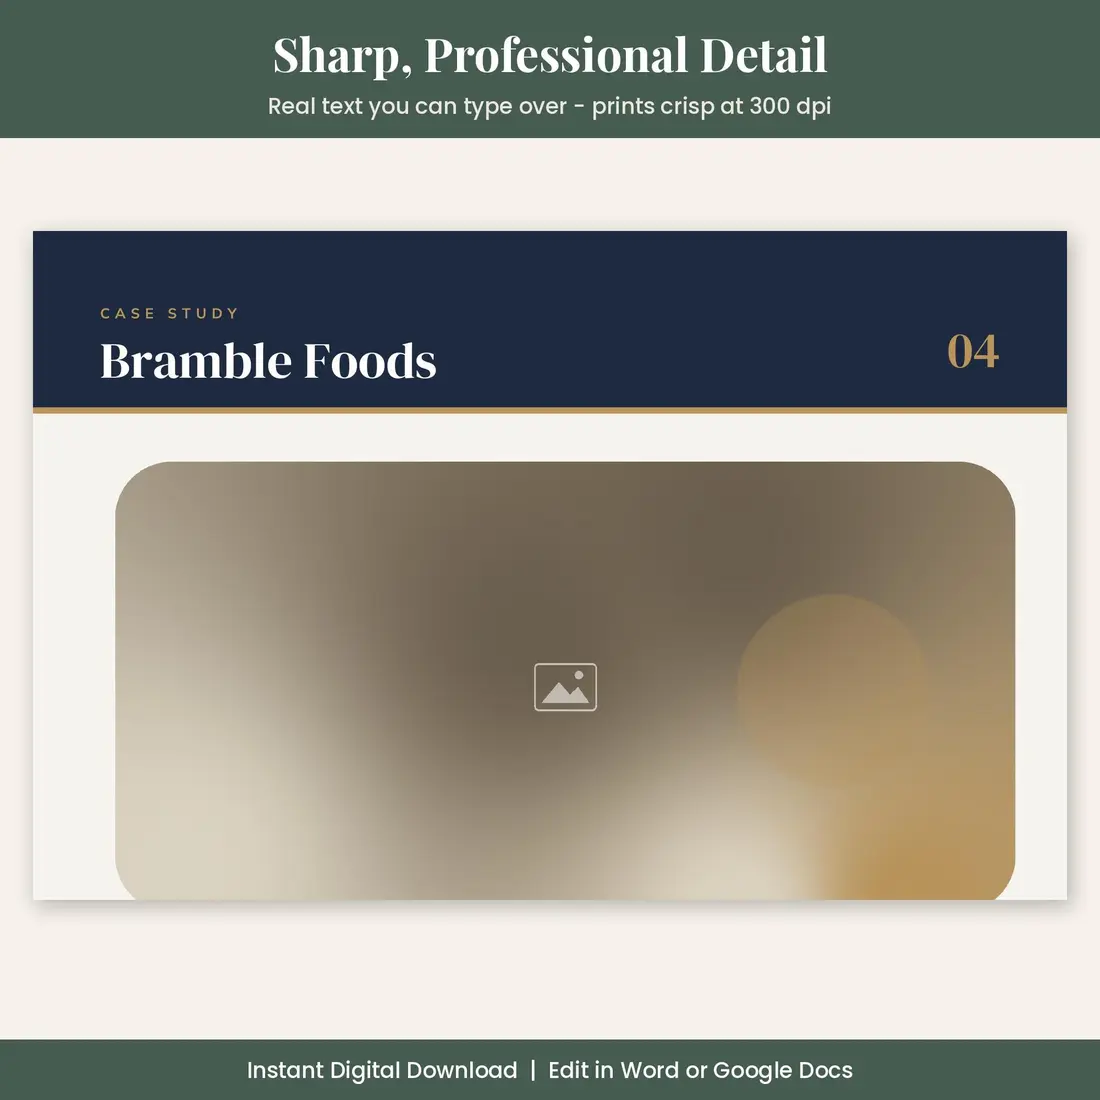 Sharp, Professional Detail
Real text you can type over - prints crisp at 300 dpi
CASE STUDY
Bramble Foods
04
Instant Digital Download | Edit in Word or Google Docs